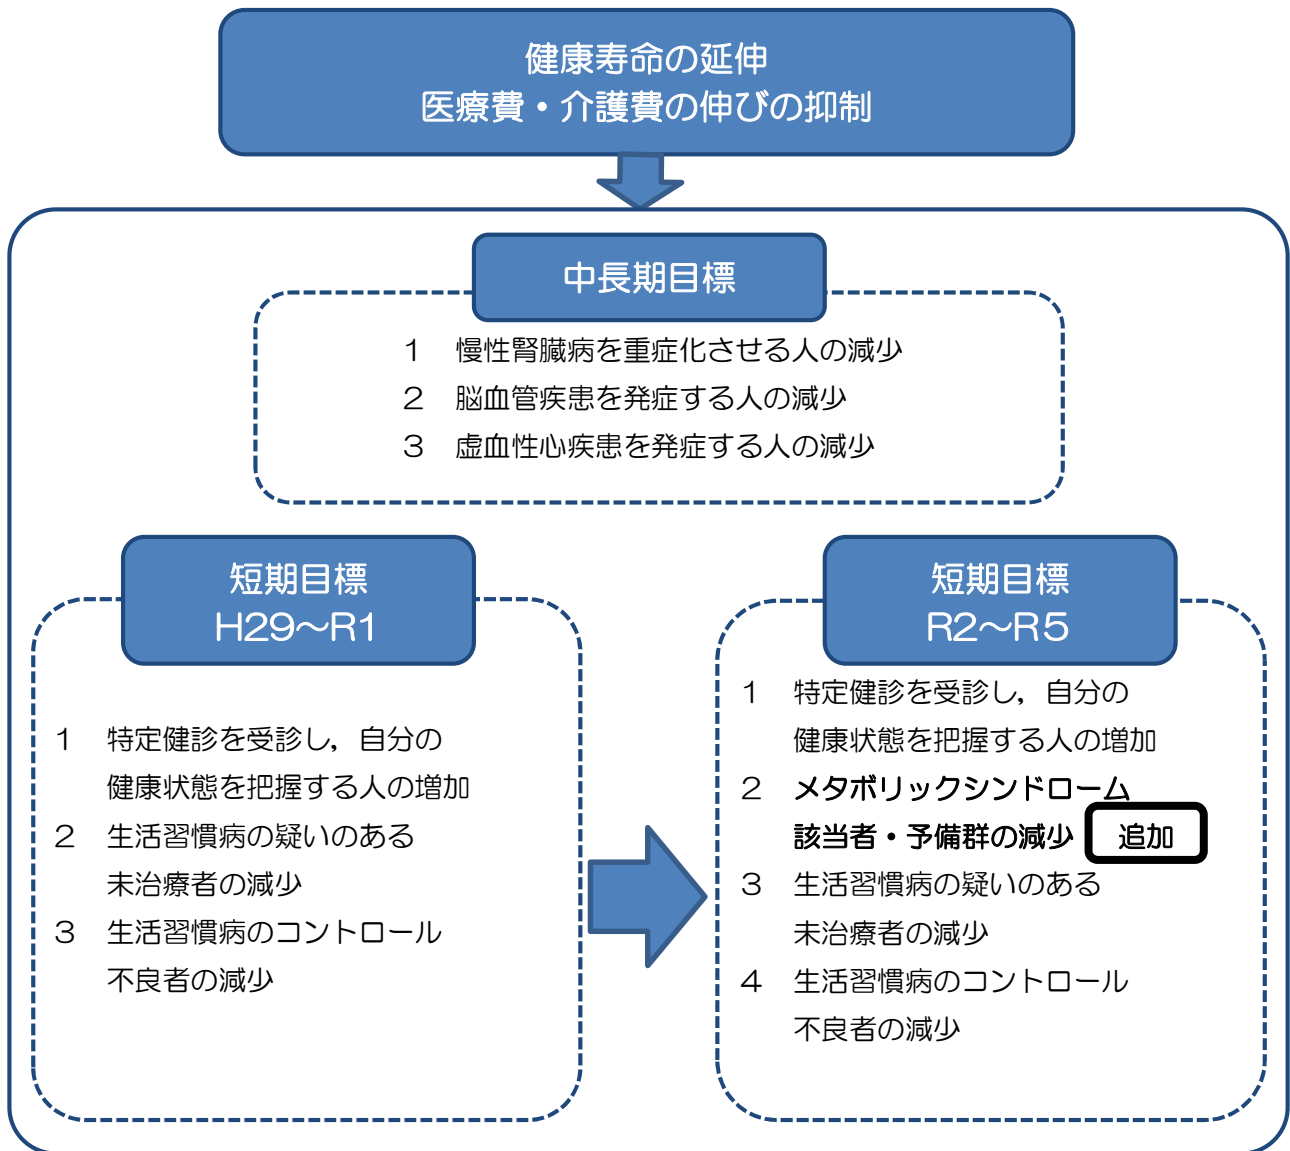 健康寿命の延伸
医療費・介護費の伸びの抑制
中長期目標
1 慢性腎臓病を重症化させる人の減少
2 脳血管疾患を発症する人の減少
3 虚血性心疾患を発症する人の減少
短期目標
H29～R1
1 特定健診を受診し，自分の
健康状態を把握する人の増加
2 生活習慣病の疑いのある
未治療者の減少
3 生活習慣病のコントロール
不良者の減少
短期目標
R2～R5
1 特定健診を受診し，自分の
健康状態を把握する人の増加
2 メタボリックシンドローム
該当者・予備群の減少 追加
3 生活習慣病の疑いのある
未治療者の減少
4 生活習慣病のコントロール
不良者の減少